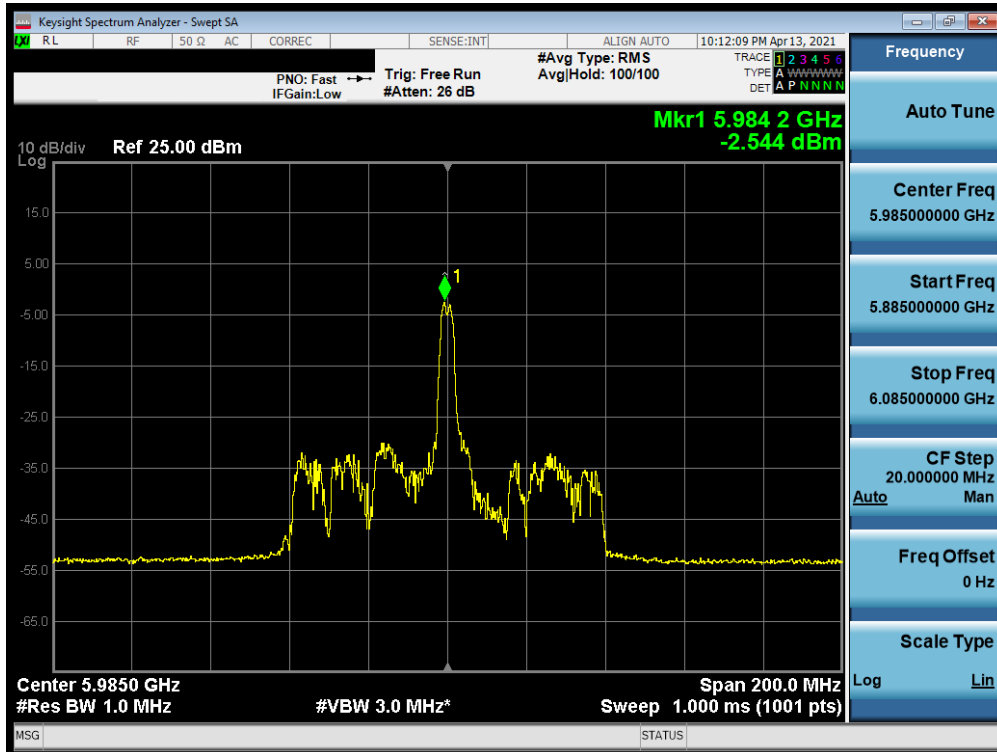 Keysight Spectrum Analyzer - Swept SA
LXI RL RF 50 Ω AC CORREC SENSE:INT ALIGN AUTO 10:12:09 PM Apr 13, 2021
PNO: Fast
IFGain:Low
Trig: Free Run
#Atten: 26 dB
#Avg Type: RMS
Avg|Hold: 100/100
TRACE 1 2 3 4 5 6
TYPE A WWWWW
DET A P N N N N
Mkr1 5.984 2 GHz
-2.544 dBm
10 dB/div
Log
Ref 25.00 dBm
15.0
5.00
-5.00
-15.0
-25.0
-35.0
-45.0
-55.0
-65.0
1
Center 5.9850 GHz
#Res BW 1.0 MHz
#VBW 3.0 MHz*
Span 200.0 MHz
Sweep 1.000 ms (1001 pts)
MSG
STATUS
Frequency
Auto Tune
Center Freq
5.985000000 GHz
Start Freq
5.885000000 GHz
Stop Freq
6.085000000 GHz
CF Step
20.000000 MHz
Auto Man
Freq Offset
0 Hz
Scale Type
Log Lin